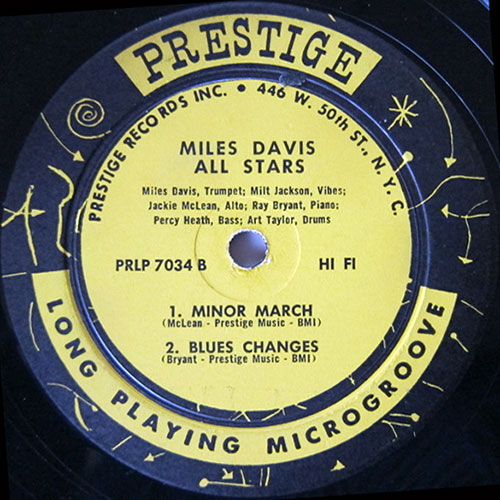 PRESTIGE
PRESTIGE RECORDS INC. • 446 W. 50th ST., N.Y.C.
MILES DAVIS
ALL STARS
Miles Davis, Trumpet; Milt Jackson, Vibes;
Jackie McLean, Alto; Ray Bryant, Piano;
Percy Heath, Bass; Art Taylor, Drums
PRLP 7034 B HI FI
1. MINOR MARCH
(McLean - Prestige Music - BMI)
2. BLUES CHANGES
(Bryant - Prestige Music - BMI)
LONG PLAYING MICROGROOVE